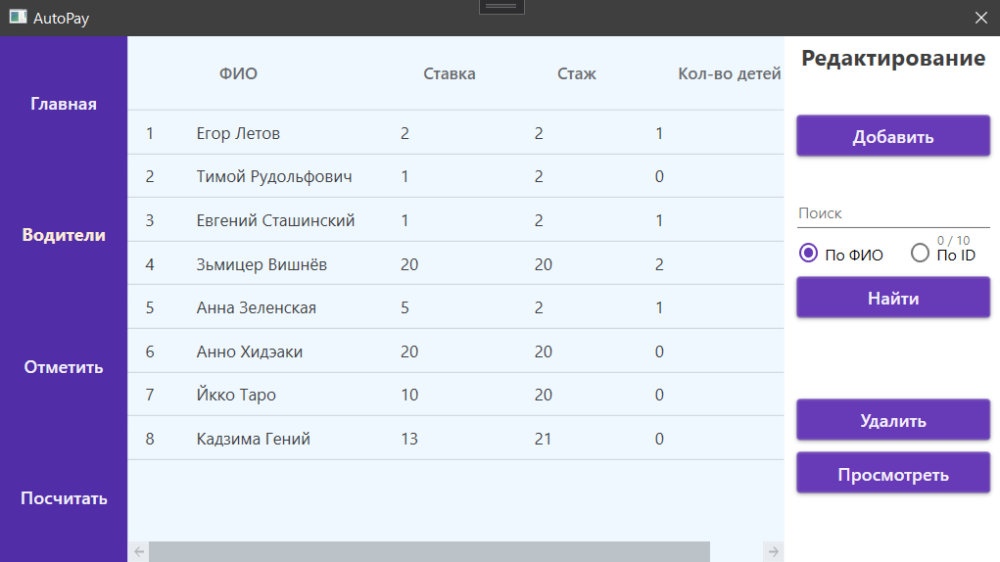 AutoPay
Главная
Водители
Отметить
Посчитать
ФИО Ставка Стаж Кол-во детей
1 Егор Летов 2 2 1
2 Тимой Рудольфович 1 2 0
3 Евгений Сташинский 1 2 1
4 Зьмицер Вишнёв 20 20 2
5 Анна Зеленская 5 2 1
6 Анно Хидэаки 20 20 0
7 Йкко Таро 10 20 0
8 Кадзима Гений 13 21 0
Редактирование
Добавить
Поиск
0 / 10
По ФИО По ID
Найти
Удалить
Просмотреть